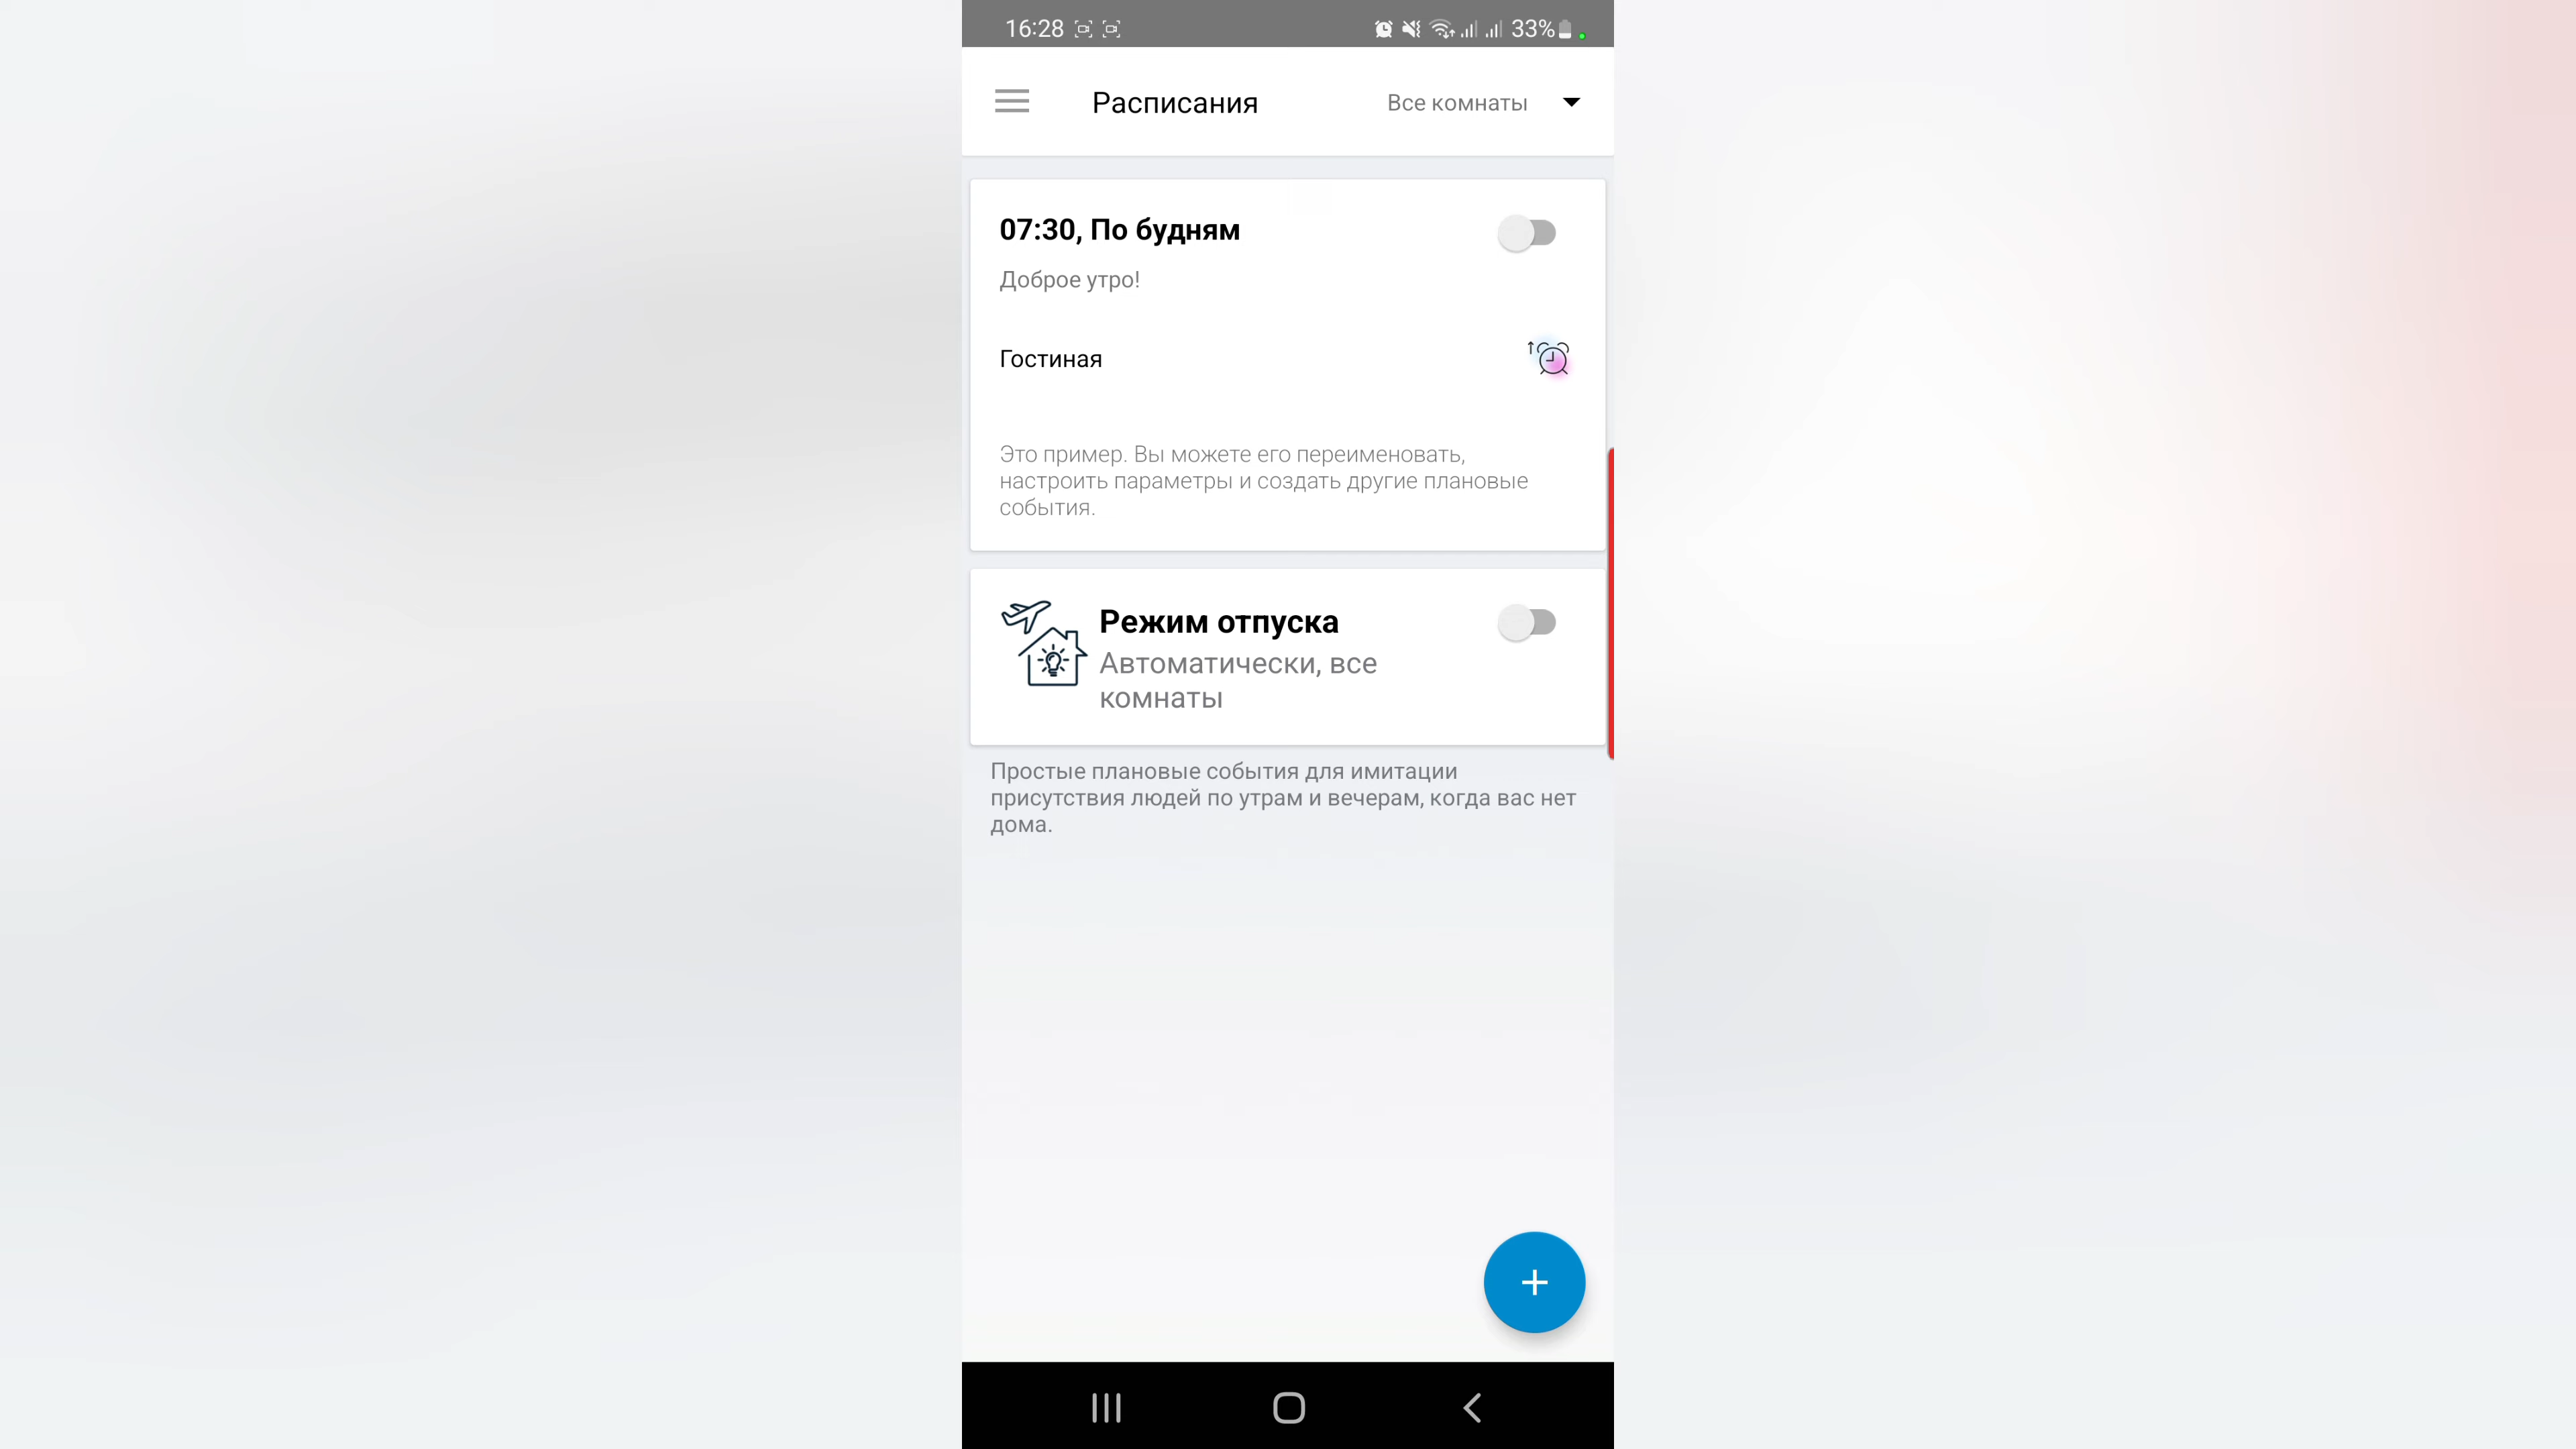 16:28
33%
Расписания
Все комнаты
07:30, По будням
Доброе утро!
Гостиная
Это пример. Вы можете его переименовать,
настроить параметры и создать другие плановые
события.
Режим отпуска
Автоматически, все
комнаты
Простые плановые события для имитации
присутствия людей по утрам и вечерам, когда вас нет
дома.